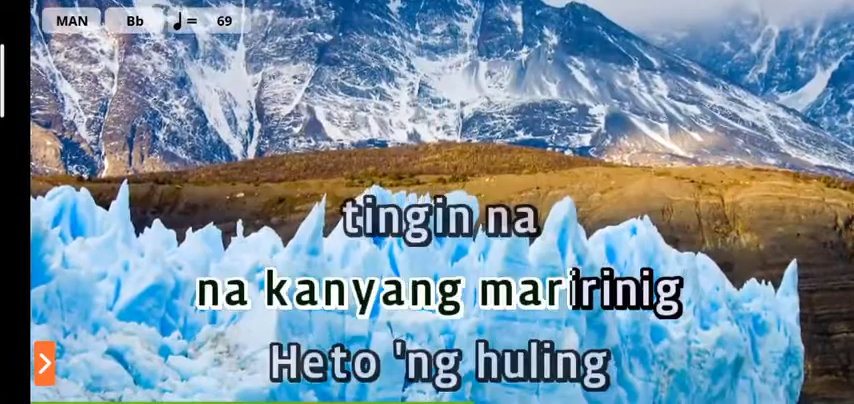 MAN Bb ♩ = 69
tingin na
na kanyang maririnig
Heto 'ng huling